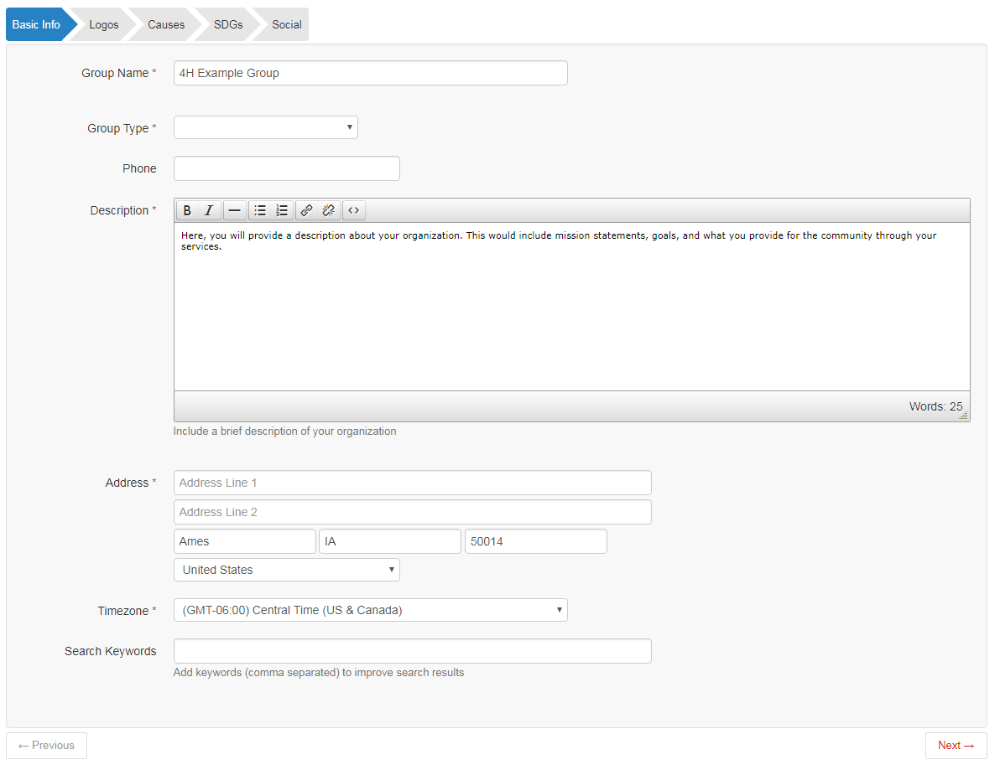 Basic Info Logos Causes SDGs Social
Group Name * 4H Example Group
Group Type *
Phone
Description * B I
Here, you will provide a description about your organization. This would include mission statements, goals, and what you provide for the community through your
services.
Words: 25
Include a brief description of your organization
Address * Address Line 1
Address Line 2
Ames IA 50014
United States
Timezone * (GMT-06:00) Central Time (US & Canada)
Search Keywords
Add keywords (comma separated) to improve search results
← Previous Next →